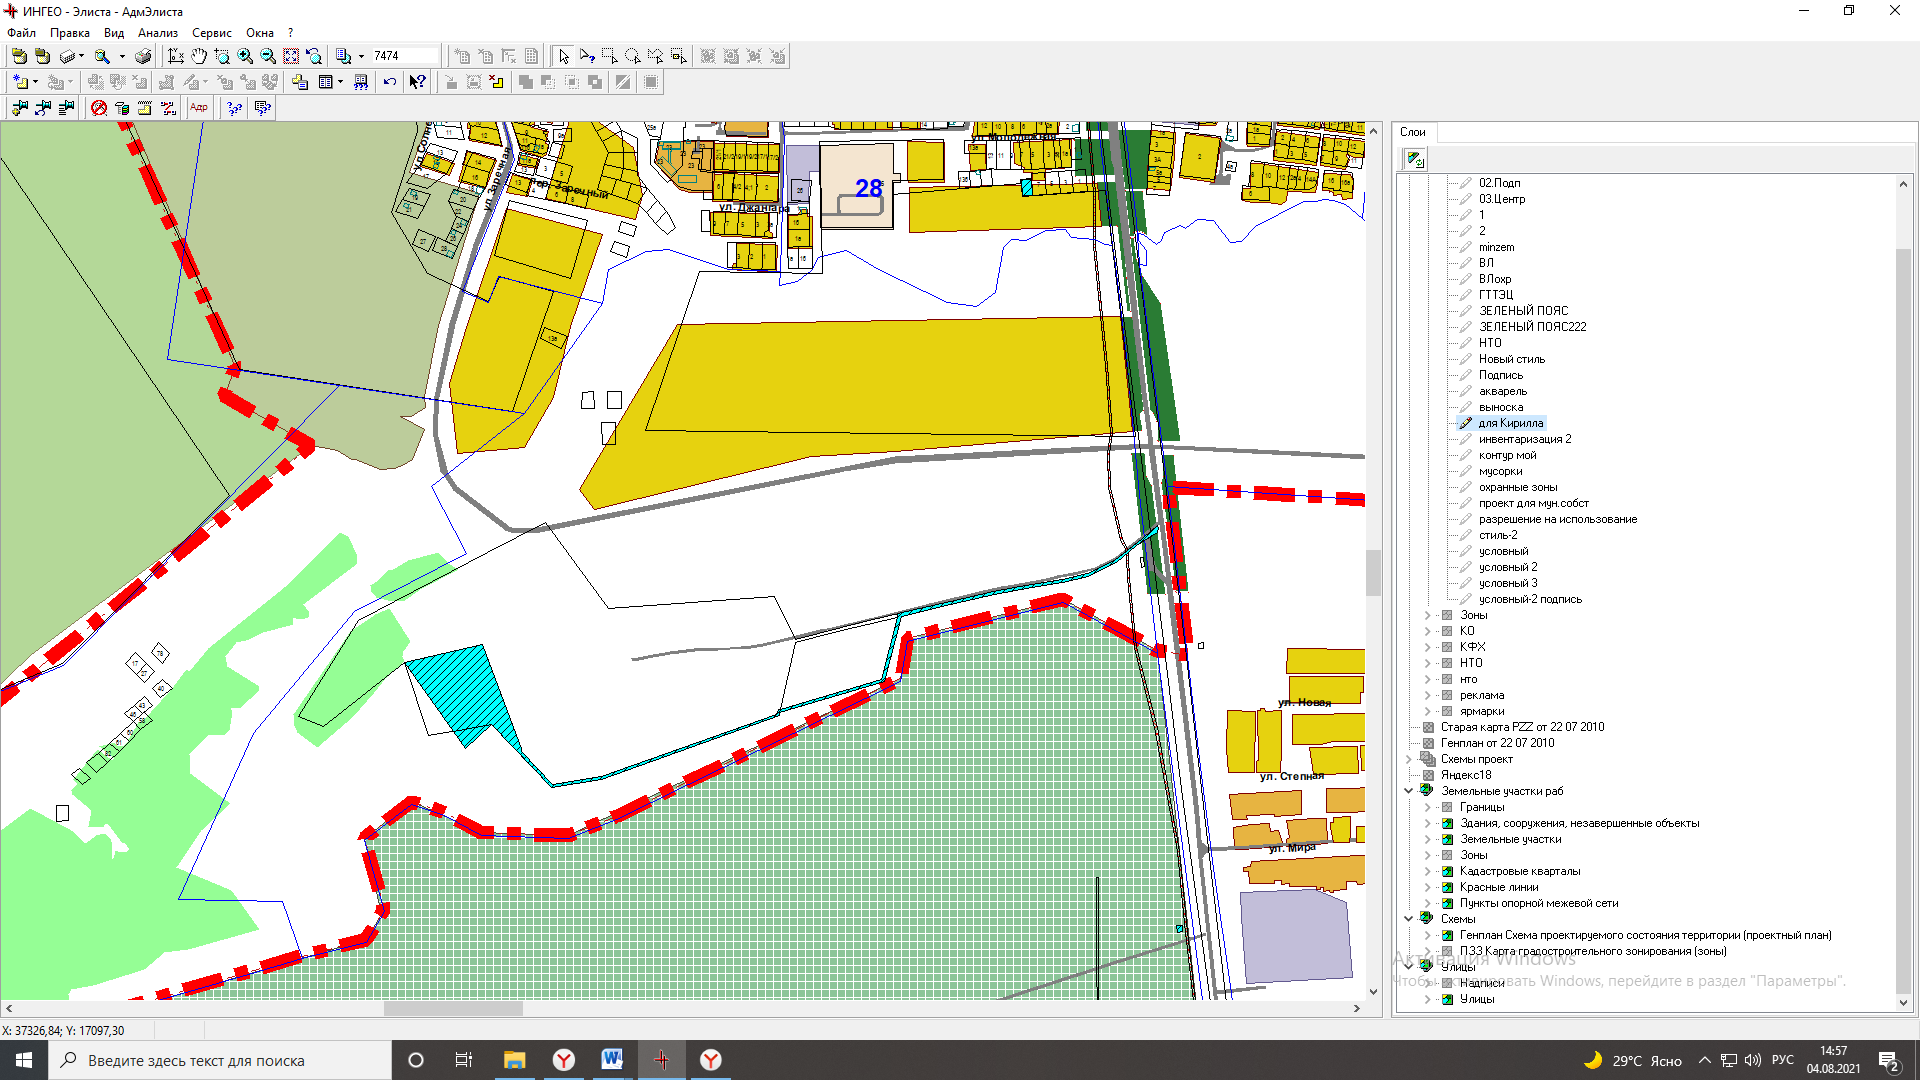 ИНГЕО - Элиста - АдмЭлиста
Файл Правка Вид Анализ Сервис Окна ?
7474
Адр
ул. Заречная
пер. Заречный
ул. Джангара
ул. Молодежная
28
ул. Новая
ул. Степная
ул. Мира
Слои
02.Подп
03.Центр
1
2
minzem
ВЛ
ВЛохр
ГТТЭЦ
ЗЕЛЕНЫЙ ПОЯС
ЗЕЛЕНЫЙ ПОЯС222
НТО
Новый стиль
Подпись
акварель
выноска
для Кирилла
инвентаризация 2
контур мой
мусорки
охранные зоны
проект для мун.собст
разрешение на использование
стиль-2
условный
условный 2
условный 3
условный-2 подпись
Зоны
КО
КФХ
НТО
нто
реклама
ярмарки
Старая карта PZZ от 22 07 2010
Генплан от 22 07 2010
Схемы проект
Яндекс18
Земельные участки раб
Границы
Здания, сооружения, незавершенные объекты
Земельные участки
Зоны
Кадастровые кварталы
Красные линии
Пункты опорной межевой сети
Схемы
Генплан Схема проектируемого состояния территории (проектный план)
ПЗЗ Карта градостроительного зонирования (зоны)
Улицы
Надписи
Улицы
Активация Windows
Чтобы активировать Windows, перейдите в раздел "Параметры".
X: 37326,84; Y: 17097,30
Введите здесь текст для поиска
29°C Ясно
РУС
14:57
04.08.2021
2